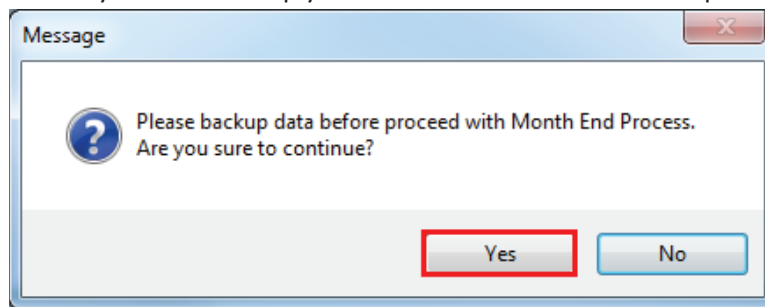 Message
Please backup data before proceed with Month End Process.
Are you sure to continue?
Yes
No